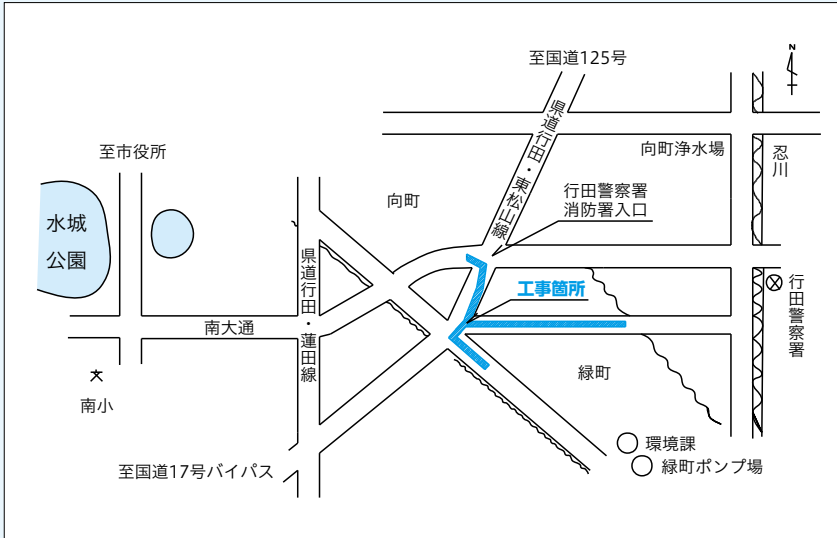 至国道125号
N
県道行田・東松山線
至市役所
向町浄水場
忍川
向町
行田警察署
消防署入口
水城
公園
県道行田・蓮田線
工事箇所
行田警察署
南大通
緑町
南小
環境課
緑町ポンプ場
至国道17号バイパス